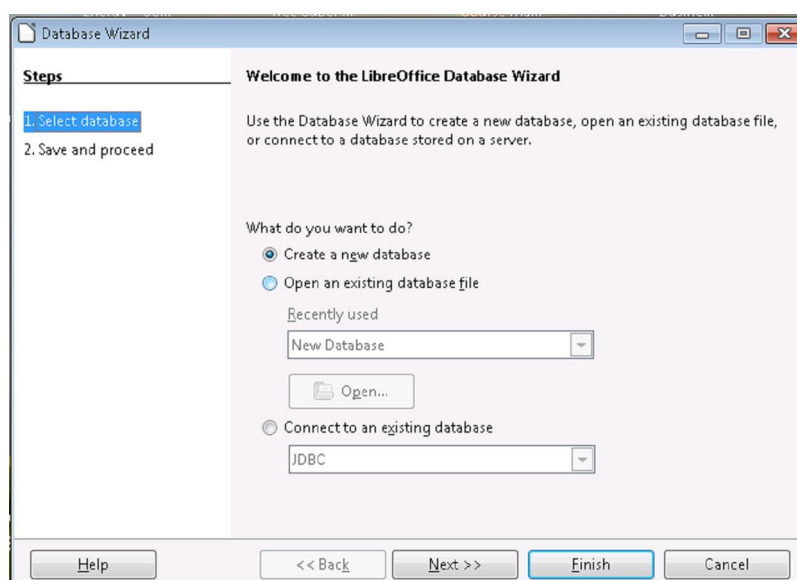 Database Wizard
Steps
1. Select database
2. Save and proceed
Welcome to the LibreOffice Database Wizard
Use the Database Wizard to create a new database, open an existing database file,
or connect to a database stored on a server.
What do you want to do?
Create a new database
Open an existing database file
Recently used
New Database
Open...
Connect to an existing database
JDBC
Help
<< Back
Next >>
Finish
Cancel